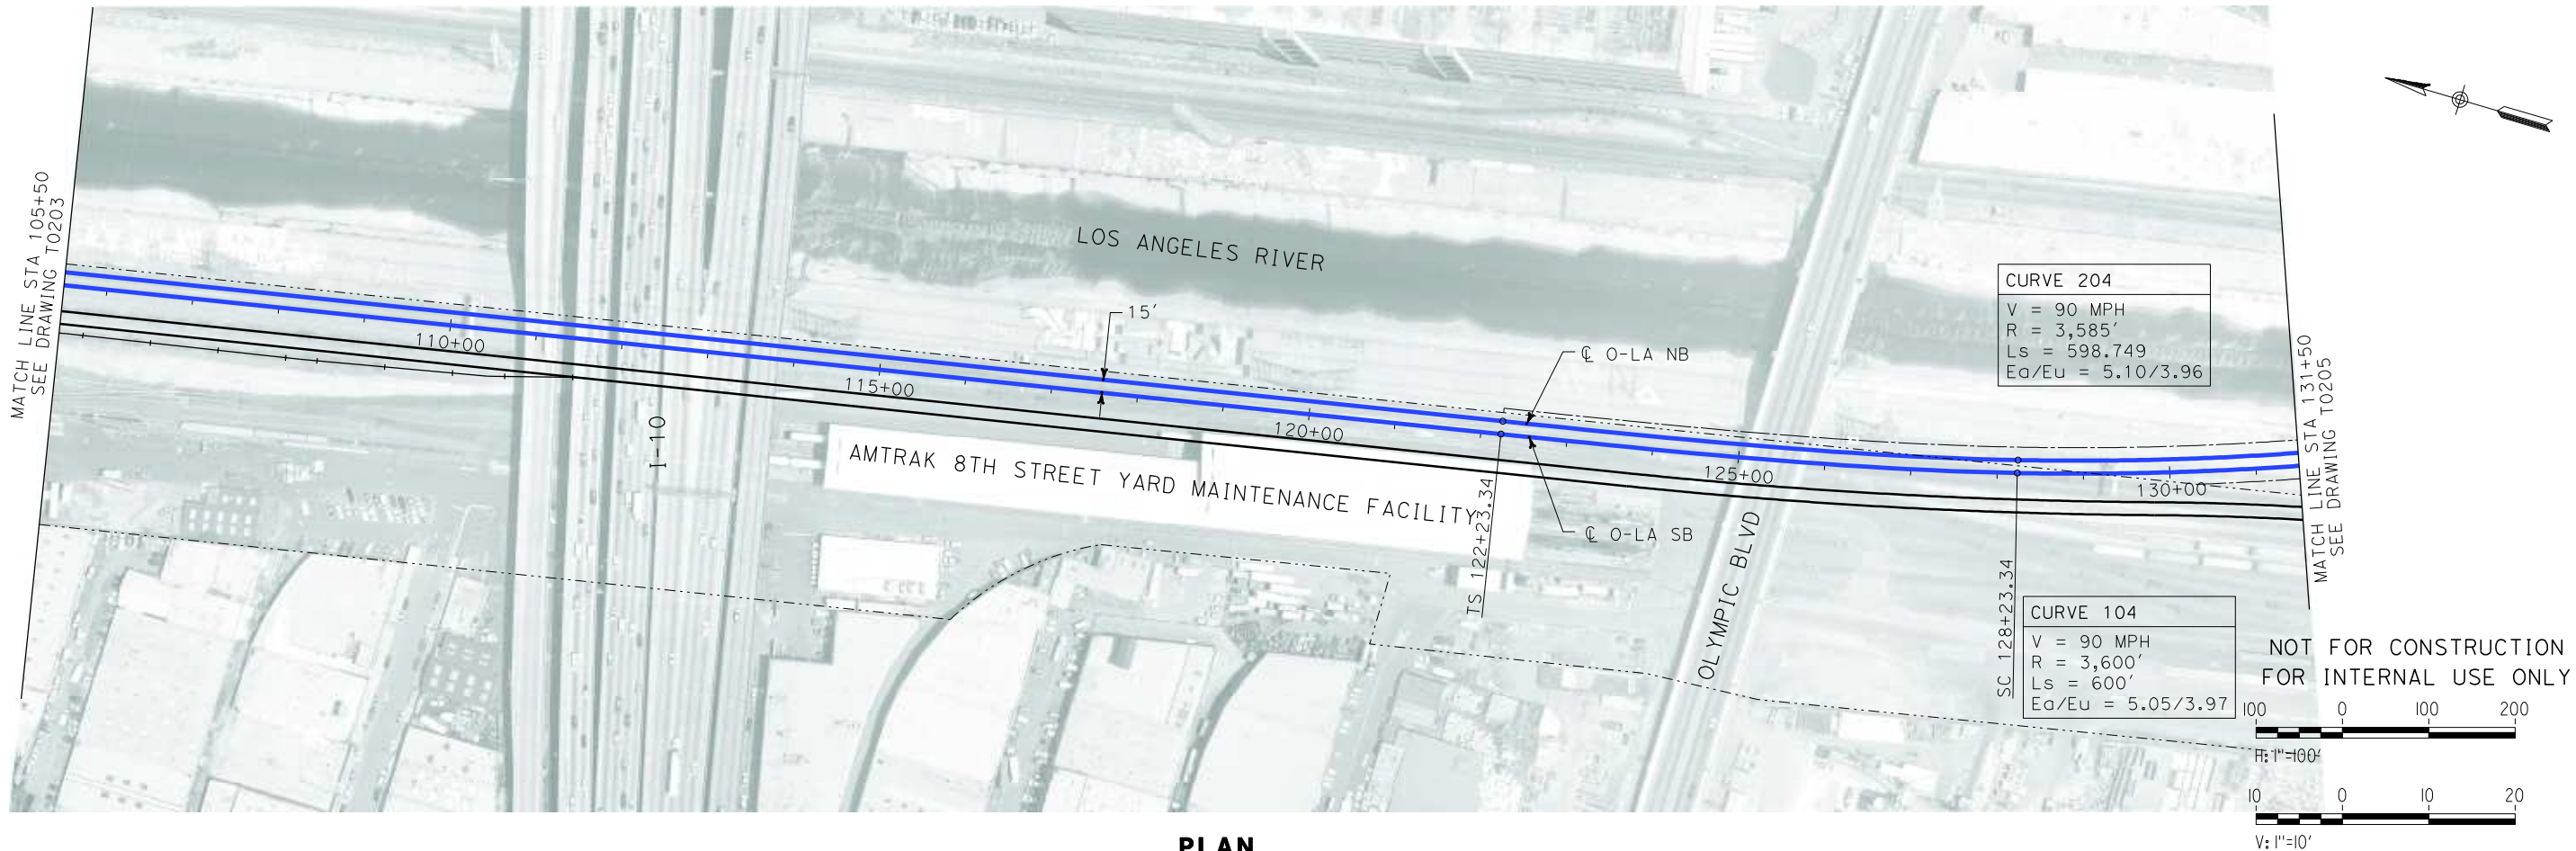 MATCH LINE STA 105+50
SEE DRAWING T0203
LOS ANGELES RIVER
15'
110+00
115+00
120+00
125+00
130+00
℄ O-LA NB
℄ O-LA SB
I-10
AMTRAK 8TH STREET YARD MAINTENANCE FACILITY
TS 122+23.34
OLYMPIC BLVD
SC 128+23.34
CURVE 204
V = 90 MPH
R = 3,585'
Ls = 598.749
Ea/Eu = 5.10/3.96
CURVE 104
V = 90 MPH
R = 3,600'
Ls = 600'
Ea/Eu = 5.05/3.97
MATCH LINE STA 131+50
SEE DRAWING T0205
NOT FOR CONSTRUCTION
FOR INTERNAL USE ONLY
100 0 100 200
H: 1"=100'
10 0 10 20
V: 1"=10'
PLAN